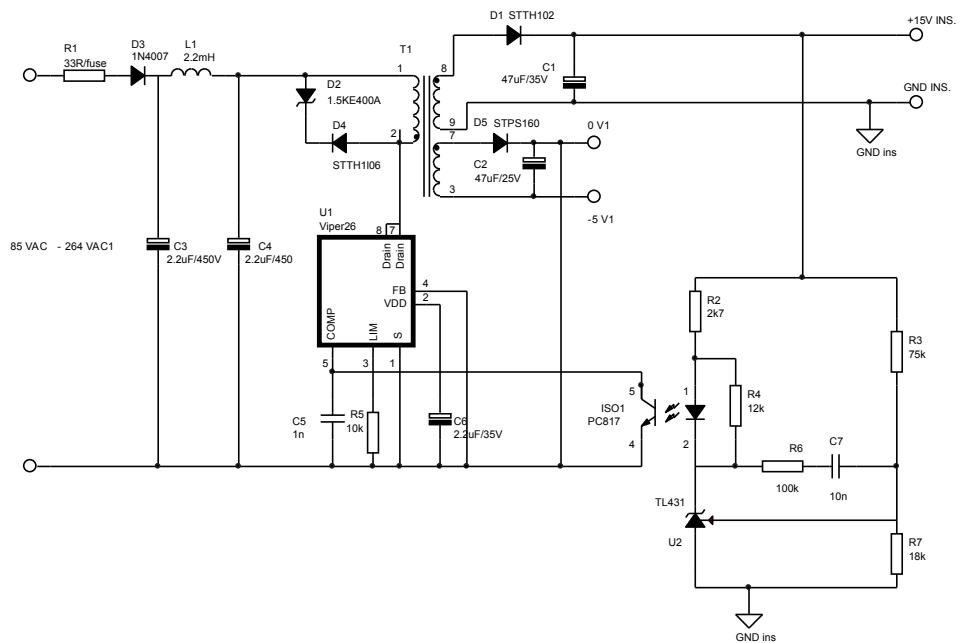 D1 STTH102
+15V INS.
R1
33R/fuse
D3
1N4007
L1
2.2mH
T1
1
8
C1
47uF/35V
D2
1.5KE400A
GND INS.
2
9
7
D5
STPS160
0 V1
D4
STTH1I06
GND ins
C2
47uF/25V
3
-5 V1
U1
Viper26
8
7
Drain
Drain
85 VAC - 264 VAC1
C3
2.2uF/450V
C4
2.2uF/450
FB
4
VDD
2
COMP
LIM
S
5
3
1
R2
2k7
R3
75k
C5
1n
R5
10k
C6
2.2uF/35V
5
ISO1
PC817
4
1
2
R4
12k
R6
100k
C7
10n
TL431
U2
R7
18k
GND ins